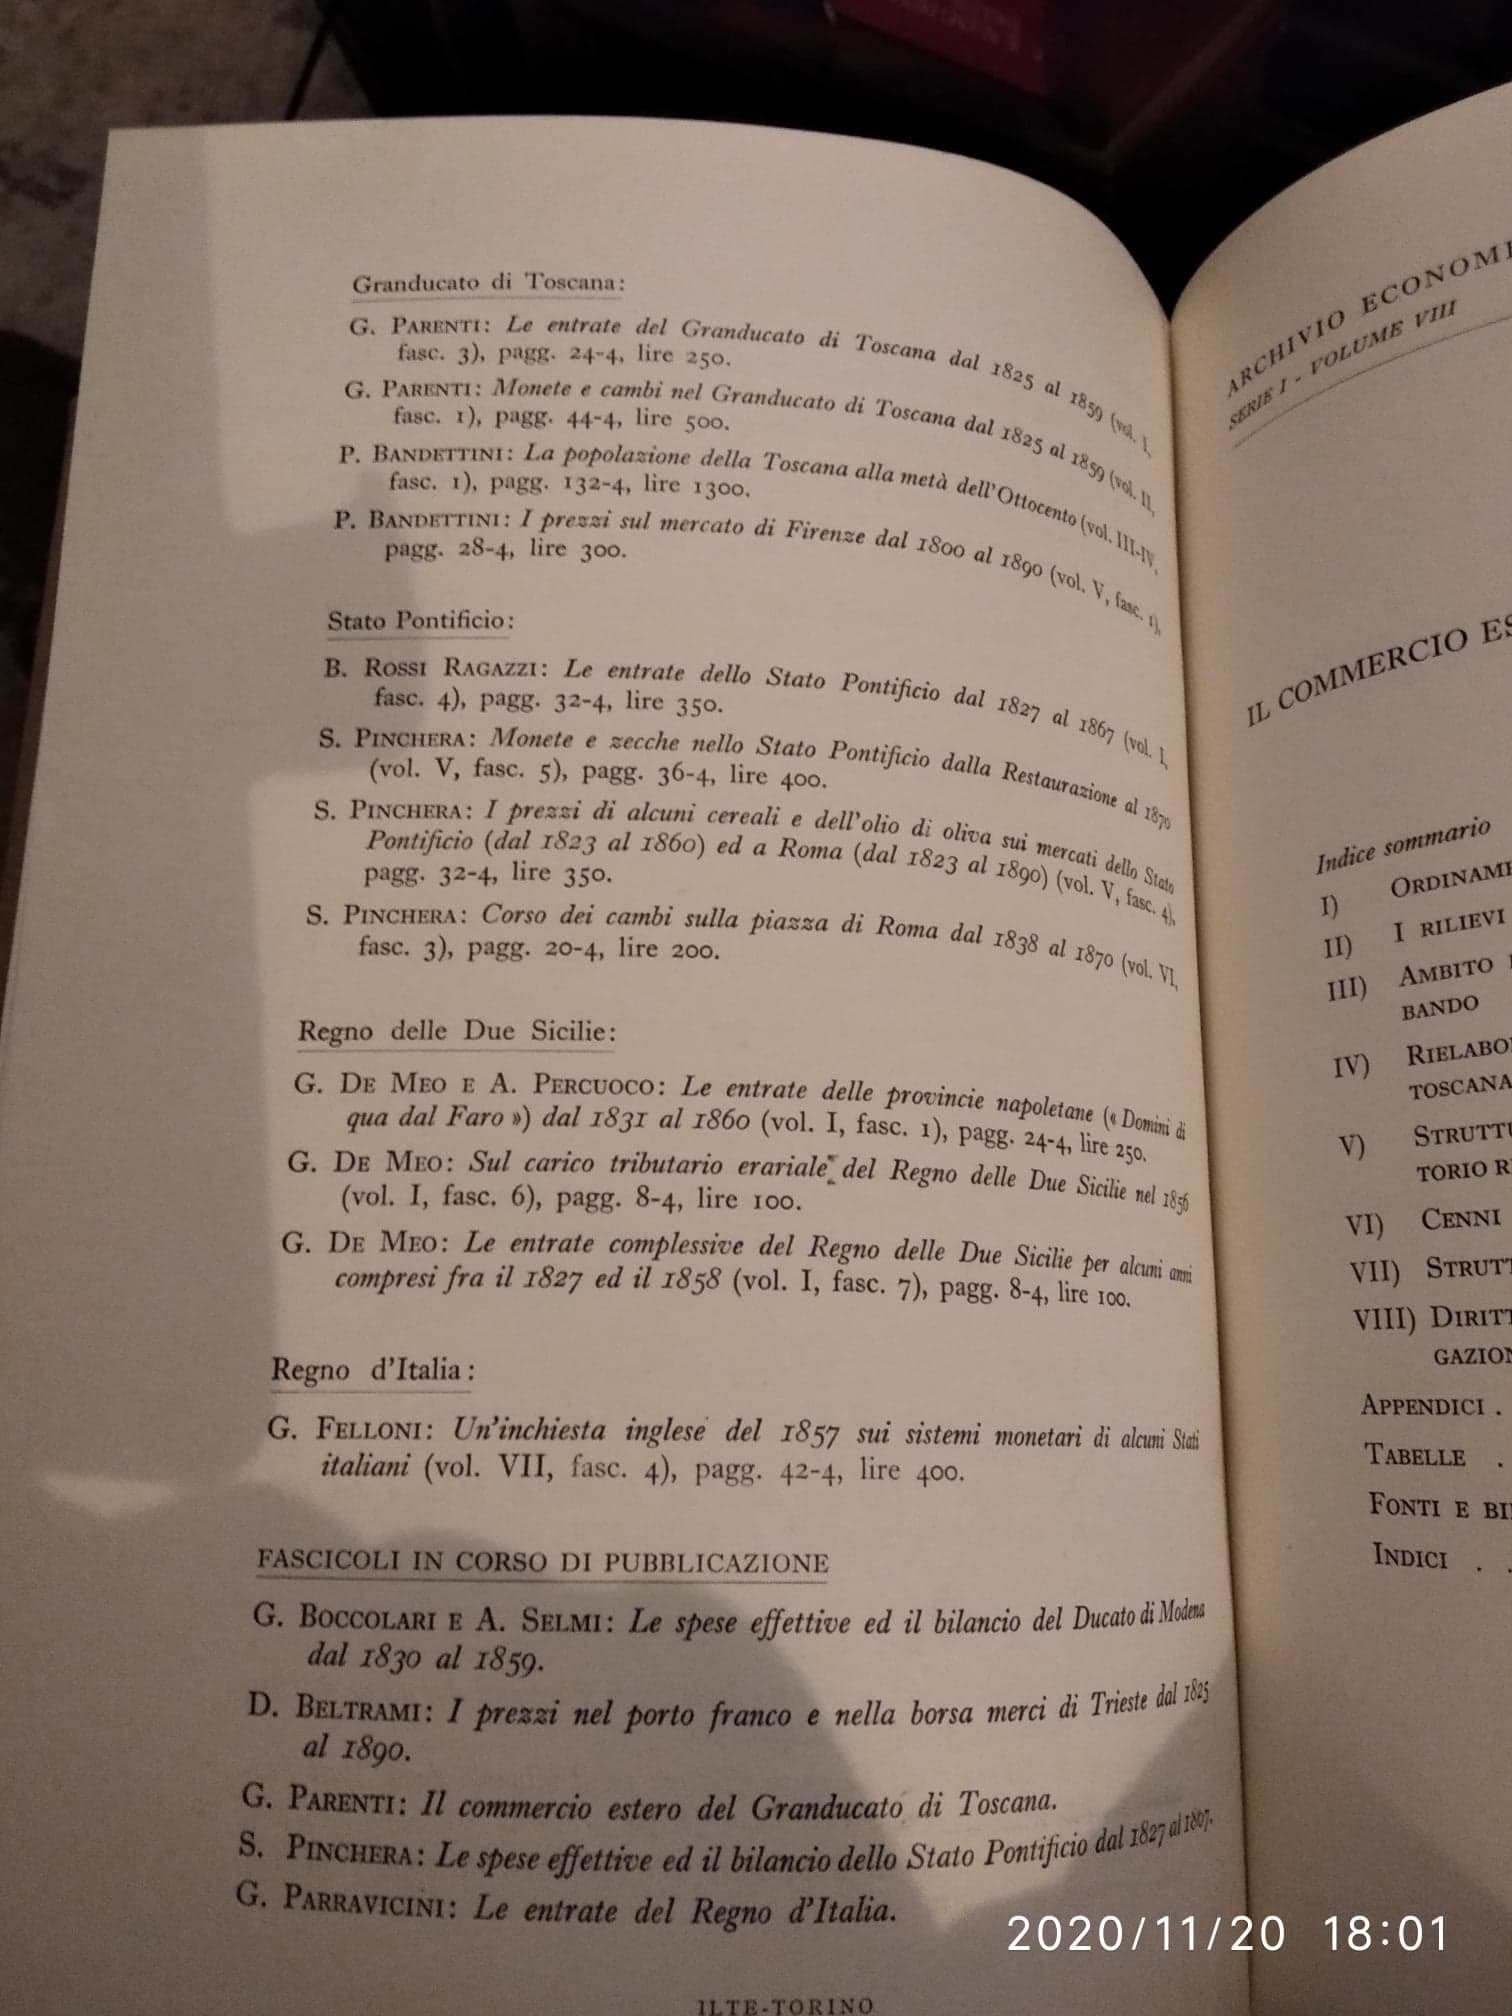 Granducato di Toscana:
G. PARENTI: Le entrate del Granducato di Toscana dal 1825 al 1859 (vol. I,
fasc. 3), pagg. 24-4, lire 250.
G. PARENTI: Monete e cambi nel Granducato di Toscana dal 1825 al 1859 (vol. II,
fasc. 1), pagg. 44-4, lire 500.
P. BANDETTINI: La popolazione della Toscana alla metà dell'Ottocento (vol. III-IV,
fasc. 1), pagg. 132-4, lire 1300.
P. BANDETTINI: I prezzi sul mercato di Firenze dal 1800 al 1890 (vol. V, fasc. 1),
pagg. 28-4, lire 300.
Stato Pontificio:
B. ROSSI RAGAZZI: Le entrate dello Stato Pontificio dal 1827 al 1867 (vol. I,
fasc. 4), pagg. 32-4, lire 350.
S. PINCHERA: Monete e zecche nello Stato Pontificio dalla Restaurazione al 1870
(vol. V, fasc. 5), pagg. 36-4, lire 400.
S. PINCHERA: I prezzi di alcuni cereali e dell'olio di oliva sui mercati dello Stato
Pontificio (dal 1823 al 1860) ed a Roma (dal 1823 al 1890) (vol. V, fasc. 4),
pagg. 32-4, lire 350.
S. PINCHERA: Corso dei cambi sulla piazza di Roma dal 1838 al 1870 (vol. VI,
fasc. 3), pagg. 20-4, lire 200.
Regno delle Due Sicilie:
G. DE MEO E A. PERCUOCO: Le entrate delle provincie napoletane (« Domini di
qua dal Faro ») dal 1831 al 1860 (vol. I, fasc. 1), pagg. 24-4, lire 250.
G. DE MEO: Sul carico tributario erariale del Regno delle Due Sicilie nel 1856
(vol. I, fasc. 6), pagg. 8-4, lire 100.
G. DE MEO: Le entrate complessive del Regno delle Due Sicilie per alcuni anni
compresi fra il 1827 ed il 1858 (vol. I, fasc. 7), pagg. 8-4, lire 100.
Regno d'Italia:
G. FELLONI: Un'inchiesta inglese del 1857 sui sistemi monetari di alcuni Stati
italiani (vol. VII, fasc. 4), pagg. 42-4, lire 400.
FASCICOLI IN CORSO DI PUBBLICAZIONE
G. BOCCOLARI E A. SELMI: Le spese effettive ed il bilancio del Ducato di Modena
dal 1830 al 1859.
D. BELTRAMI: I prezzi nel porto franco e nella borsa merci di Trieste dal 1825
al 1890.
G. PARENTI: Il commercio estero del Granducato di Toscana.
S. PINCHERA: Le spese effettive ed il bilancio dello Stato Pontificio dal 1827 al 1867.
G. PARRAVICINI: Le entrate del Regno d'Italia.
ILTE-TORINO
ARCHIVIO ECONOMI
SERIE I - VOLUME VIII
IL COMMERCIO ES
Indice sommario
I) ORDINAME
II) I RILIEVI
III) AMBITO
BANDO
IV) RIELABO
TOSCANA
V) STRUTTU
TORIO R
VI) CENNI
VII) STRUTT
VIII) DIRITT
GAZION
APPENDICI .
TABELLE .
FONTI E BI
INDICI . .
2020/11/20 18:01